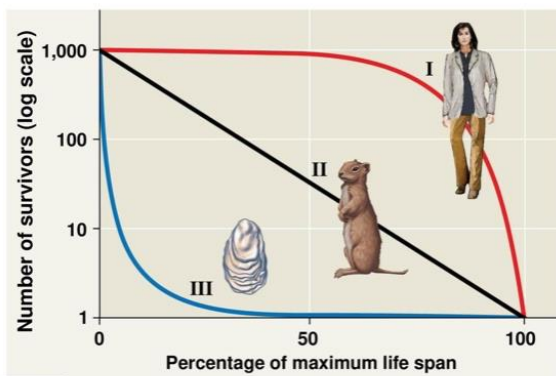 Number of survivors (log scale)
1,000
100
10
1
I
II
III
0
50
100
Percentage of maximum life span